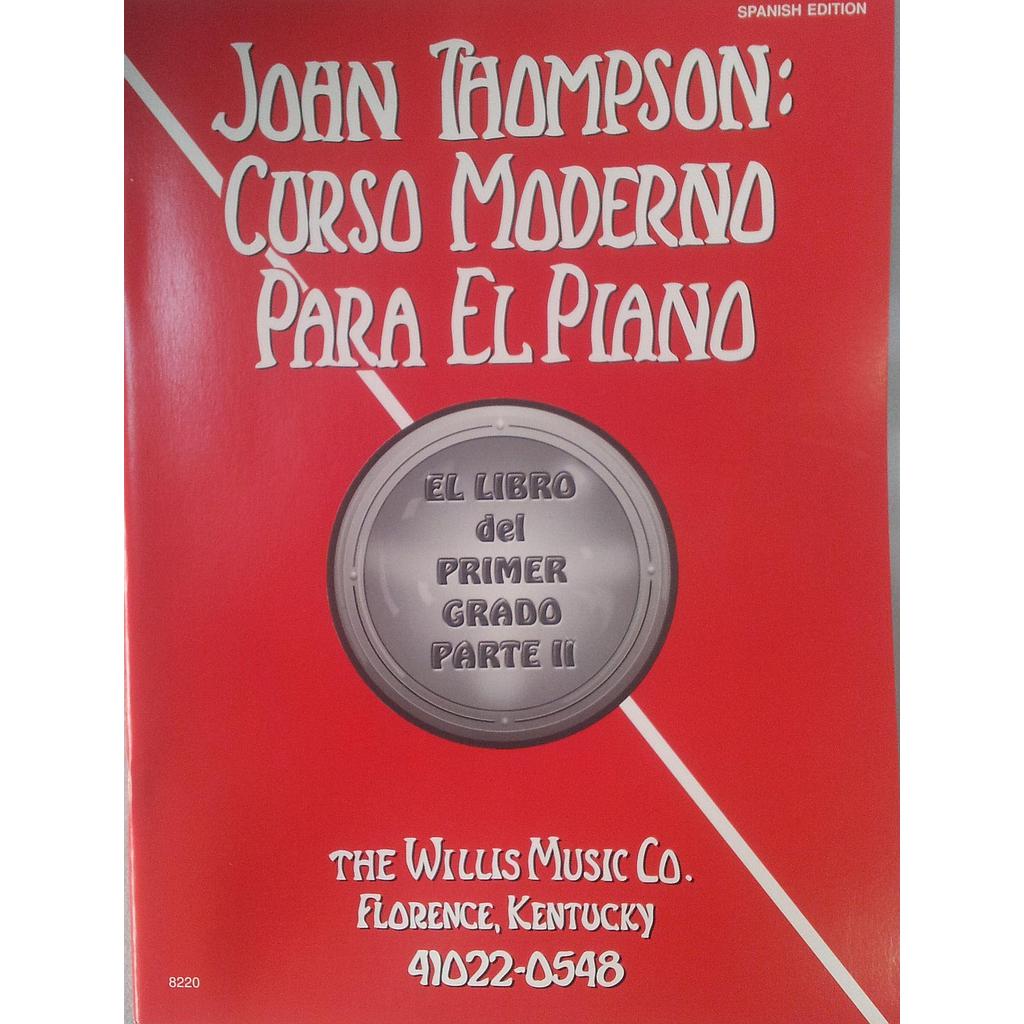 SPANISH EDITION
JOHN THOMPSON:
CURSO MODERNO
PARA EL PIANO
EL LIBRO
del
PRIMER
GRADO
PARTE II
THE WILLIS MUSIC CO.
FLORENCE, KENTUCKY
41022-0548
8220